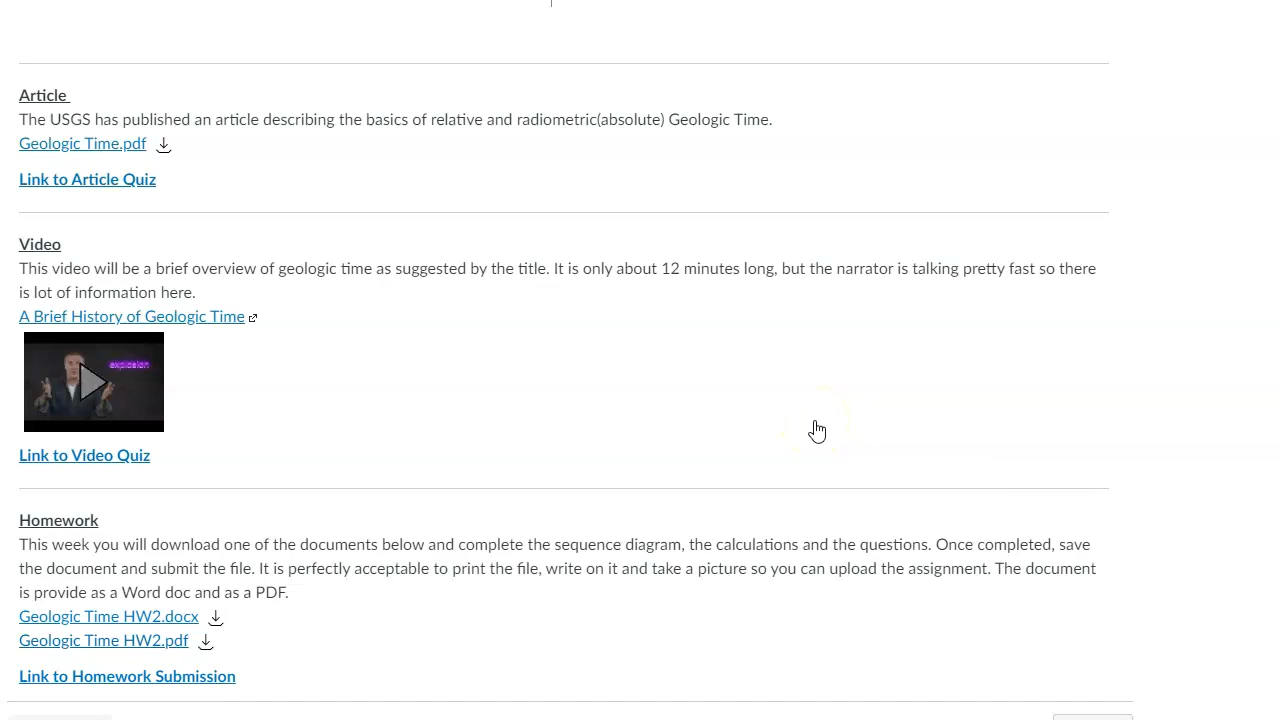 Article
The USGS has published an article describing the basics of relative and radiometric(absolute) Geologic Time.
Geologic Time.pdf
Link to Article Quiz
Video
This video will be a brief overview of geologic time as suggested by the title. It is only about 12 minutes long, but the narrator is talking pretty fast so there
is lot of information here.
A Brief History of Geologic Time
explosion
Link to Video Quiz
Homework
This week you will download one of the documents below and complete the sequence diagram, the calculations and the questions. Once completed, save
the document and submit the file. It is perfectly acceptable to print the file, write on it and take a picture so you can upload the assignment. The document
is provide as a Word doc and as a PDF.
Geologic Time HW2.docx
Geologic Time HW2.pdf
Link to Homework Submission